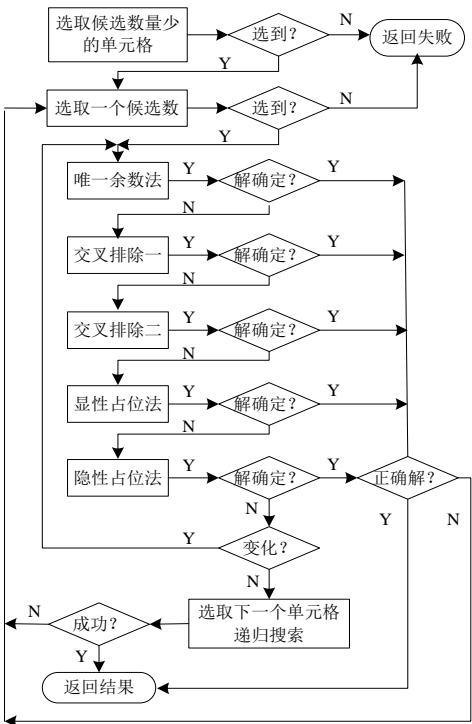 选取候选数量少
的单元格
选到？
N
返回失败
Y
选取一个候选数
选到？
N
Y
唯一余数法
Y
解确定？
Y
N
交叉排除一
Y
解确定？
Y
N
交叉排除二
Y
解确定？
Y
N
显性占位法
Y
解确定？
Y
N
隐性占位法
Y
解确定？
Y
正确解？
N
Y
N
Y
变化？
N
选取下一个单元格
递归搜索
N
成功？
Y
返回结果